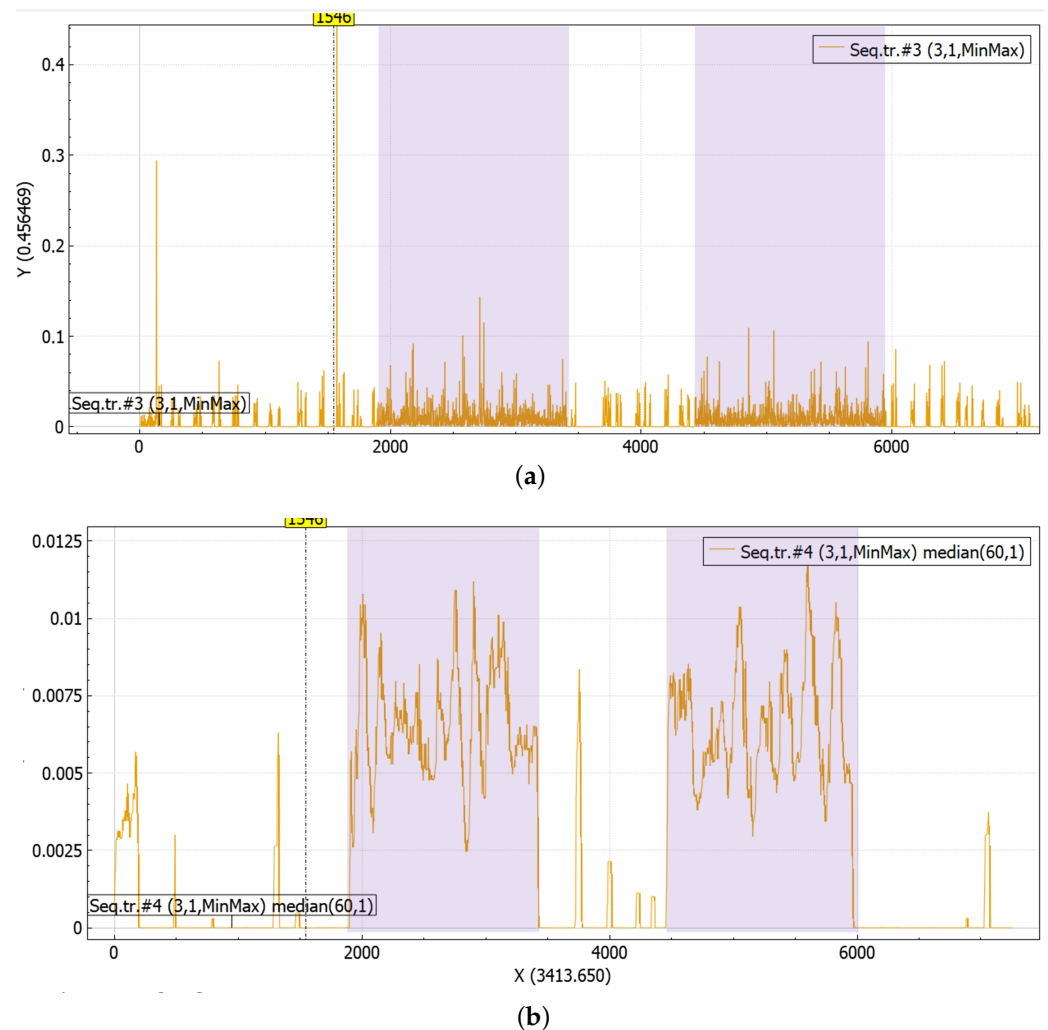 1546
Seq.tr.#3 (3,1,MinMax)
0.4
0.3
0.2
0.1
0
Y (0.456469)
Seq.tr.#3 (3,1,MinMax)
0 2000 4000 6000
(a)
1546
0.0125
Seq.tr.#4 (3,1,MinMax) median(60,1)
0.01
0.0075
0.005
0.0025
Seq.tr.#4 (3,1,MinMax) median(60,1)
0
0 2000 4000 6000
X (3413.650)
(b)